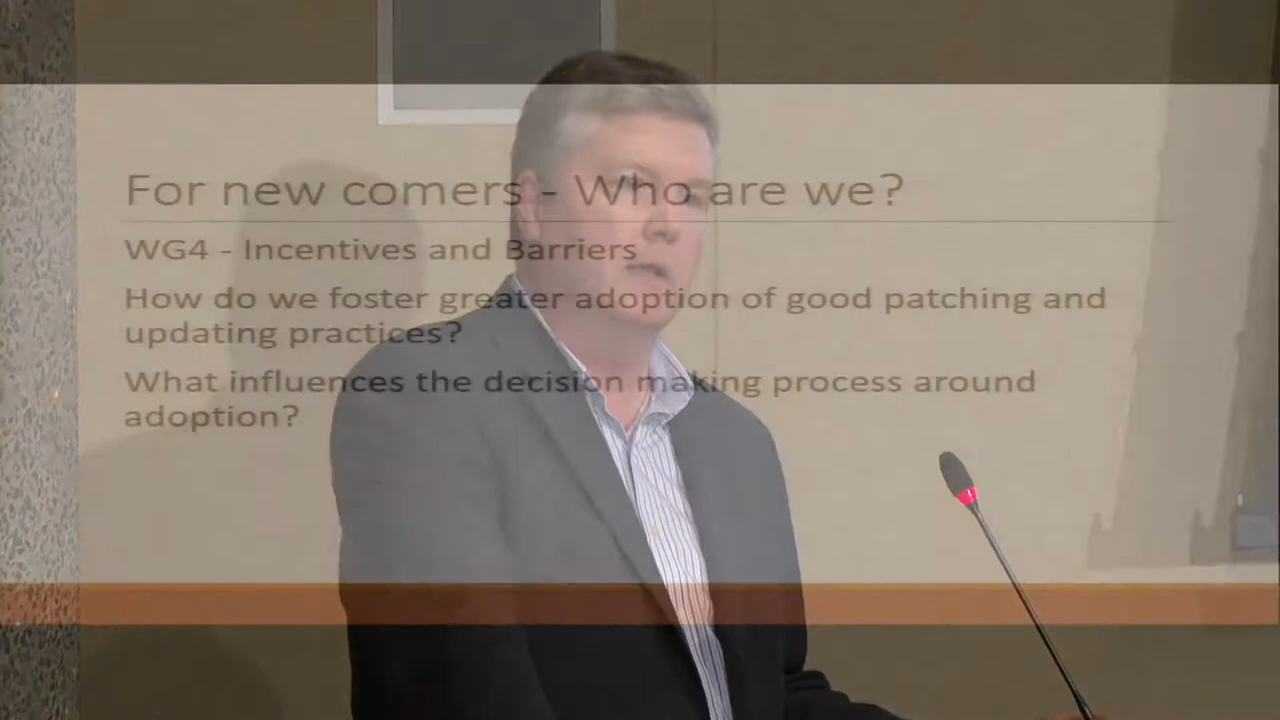 For new comers - Who are we?
WG4 - Incentives and Barriers
How do we foster greater adoption of good patching and
updating practices?
What influences the decision making process around
adoption?